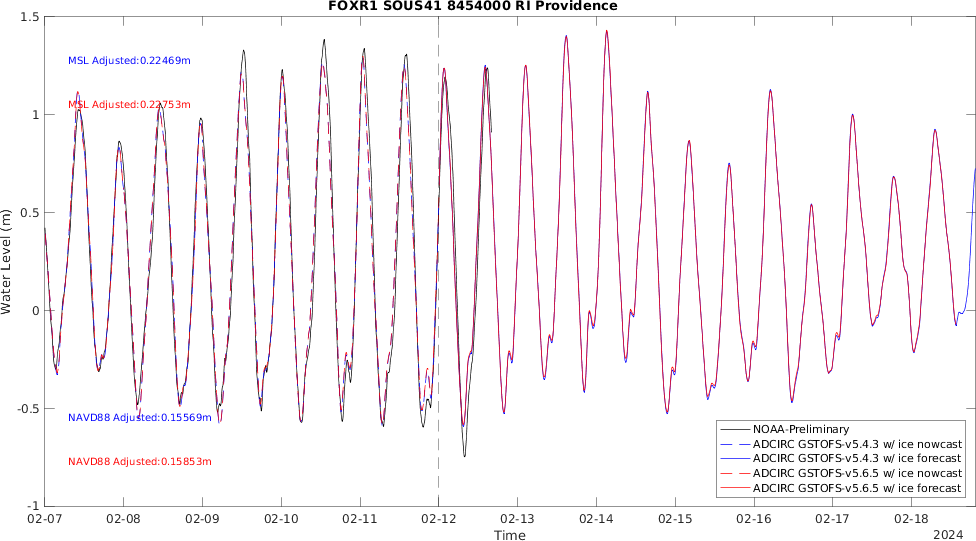 FOXR1 SOUS41 8454000 RI Providence
1.5
1
0.5
0
-0.5
-1
Water Level (m)
MSL Adjusted:0.22469m
MSL Adjusted:0.22753m
NAVD88 Adjusted:0.15569m
NAVD88 Adjusted:0.15853m
NOAA-Preliminary
ADCIRC GSTOFS-v5.4.3 w/ ice nowcast
ADCIRC GSTOFS-v5.4.3 w/ ice forecast
ADCIRC GSTOFS-v5.6.5 w/ ice nowcast
ADCIRC GSTOFS-v5.6.5 w/ ice forecast
02-07 02-08 02-09 02-10 02-11 02-12 02-13 02-14 02-15 02-16 02-17 02-18
Time
2024